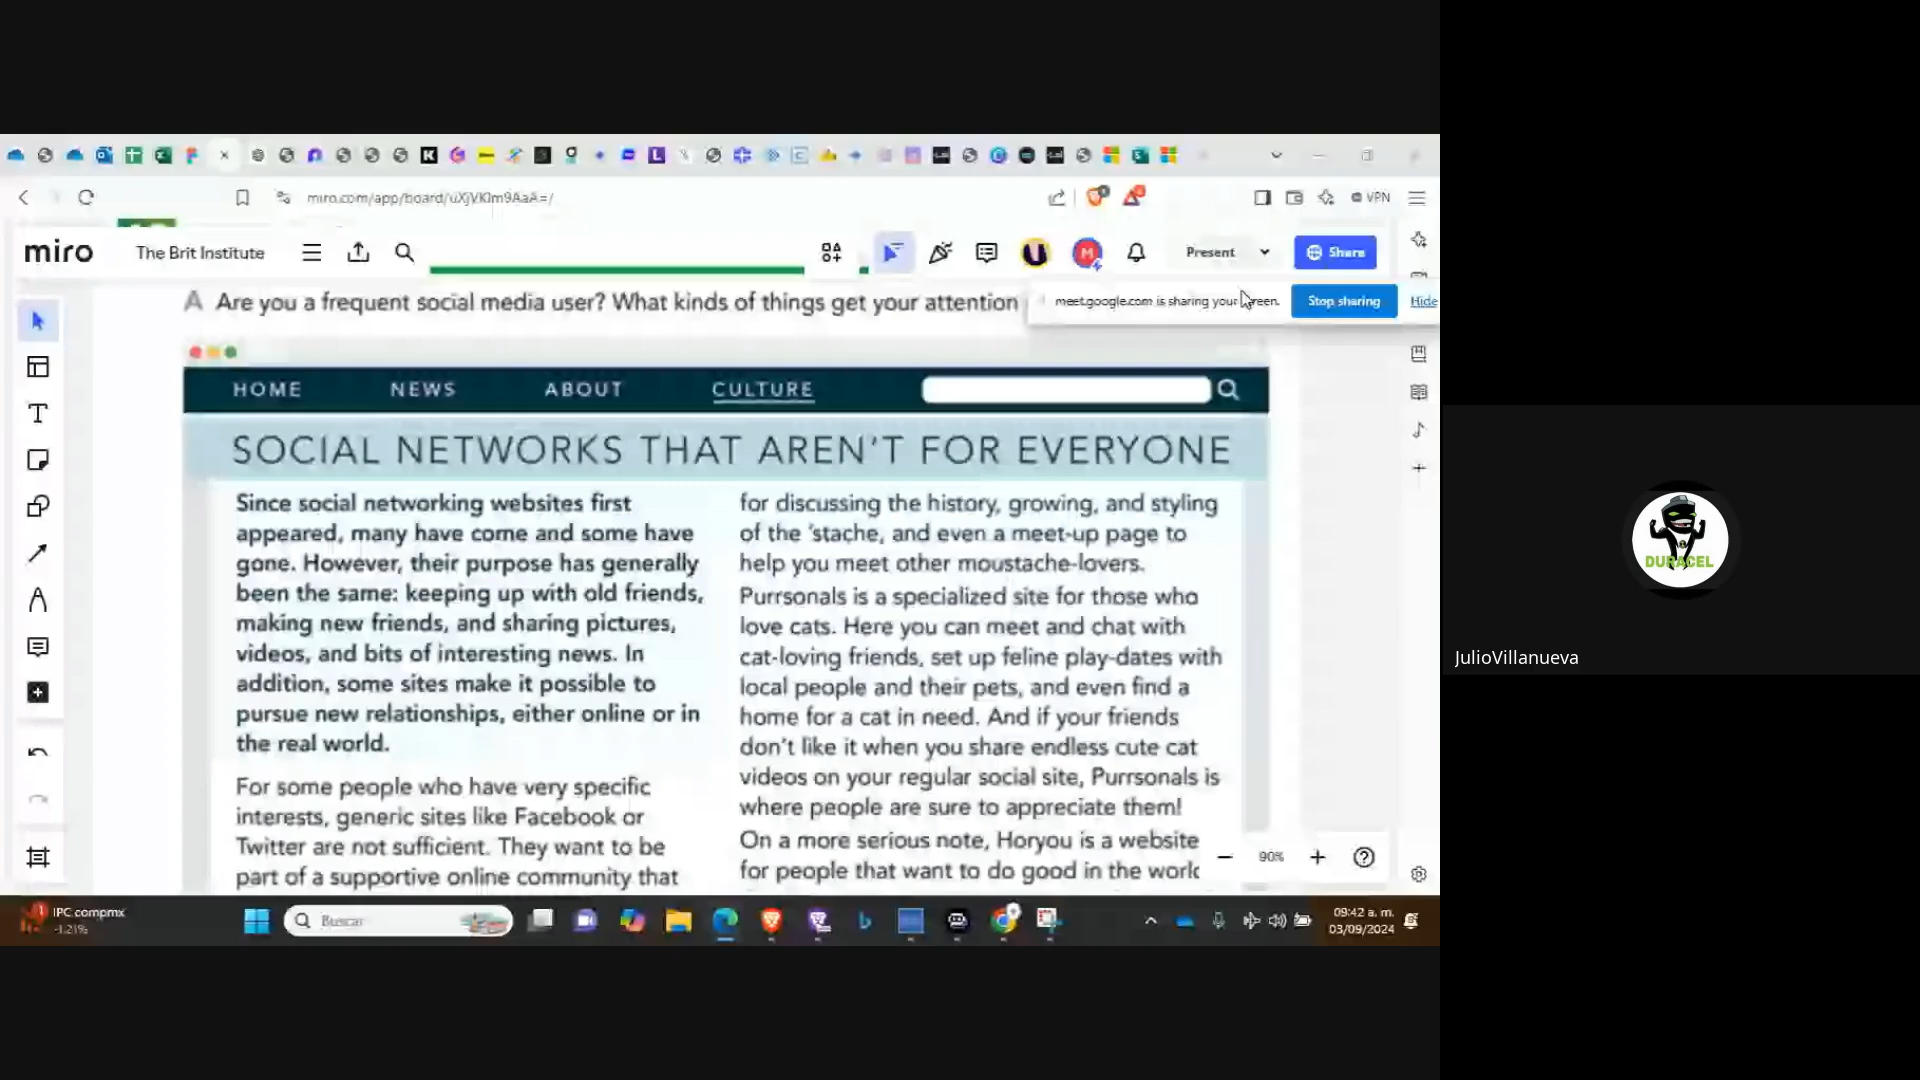 miro.com/app/board/uXjVKIm9AaA=/
VPN
miro
The Brit Institute
Present
Share
A Are you a frequent social media user? What kinds of things get your attention
meet.google.com is sharing your screen.
Stop sharing
Hide
HOME
NEWS
ABOUT
CULTURE
SOCIAL NETWORKS THAT AREN'T FOR EVERYONE
Since social networking websites first
appeared, many have come and some have
gone. However, their purpose has generally
been the same: keeping up with old friends,
making new friends, and sharing pictures,
videos, and bits of interesting news. In
addition, some sites make it possible to
pursue new relationships, either online or in
the real world.
For some people who have very specific
interests, generic sites like Facebook or
Twitter are not sufficient. They want to be
part of a supportive online community that
for discussing the history, growing, and styling
of the 'stache, and even a meet-up page to
help you meet other moustache-lovers.
Purrsonals is a specialized site for those who
love cats. Here you can meet and chat with
cat-loving friends, set up feline play-dates with
local people and their pets, and even find a
home for a cat in need. And if your friends
don't like it when you share endless cute cat
videos on your regular social site, Purrsonals is
where people are sure to appreciate them!
On a more serious note, Horyou is a website
for people that want to do good in the world
90%
IPC compmx
-1.21%
Buscar
09:42 a. m.
03/09/2024
DURACEL
JulioVillanueva